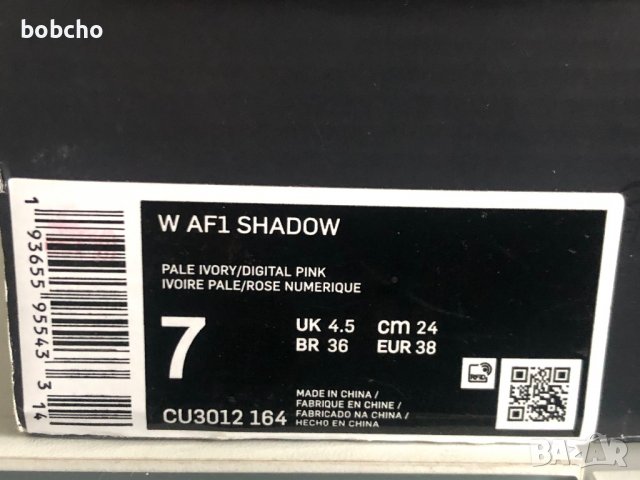 bobcho
W AF1 SHADOW
PALE IVORY/DIGITAL PINK
IVOIRE PALE/ROSE NUMERIQUE
7
UK 4.5 cm 24
BR 36 EUR 38
CU3012 164
MADE IN CHINA /
FABRIQUE EN CHINE /
FABRICADO NA CHINA /
HECHO EN CHINA
1 93655 95543 3 14
BAZAR